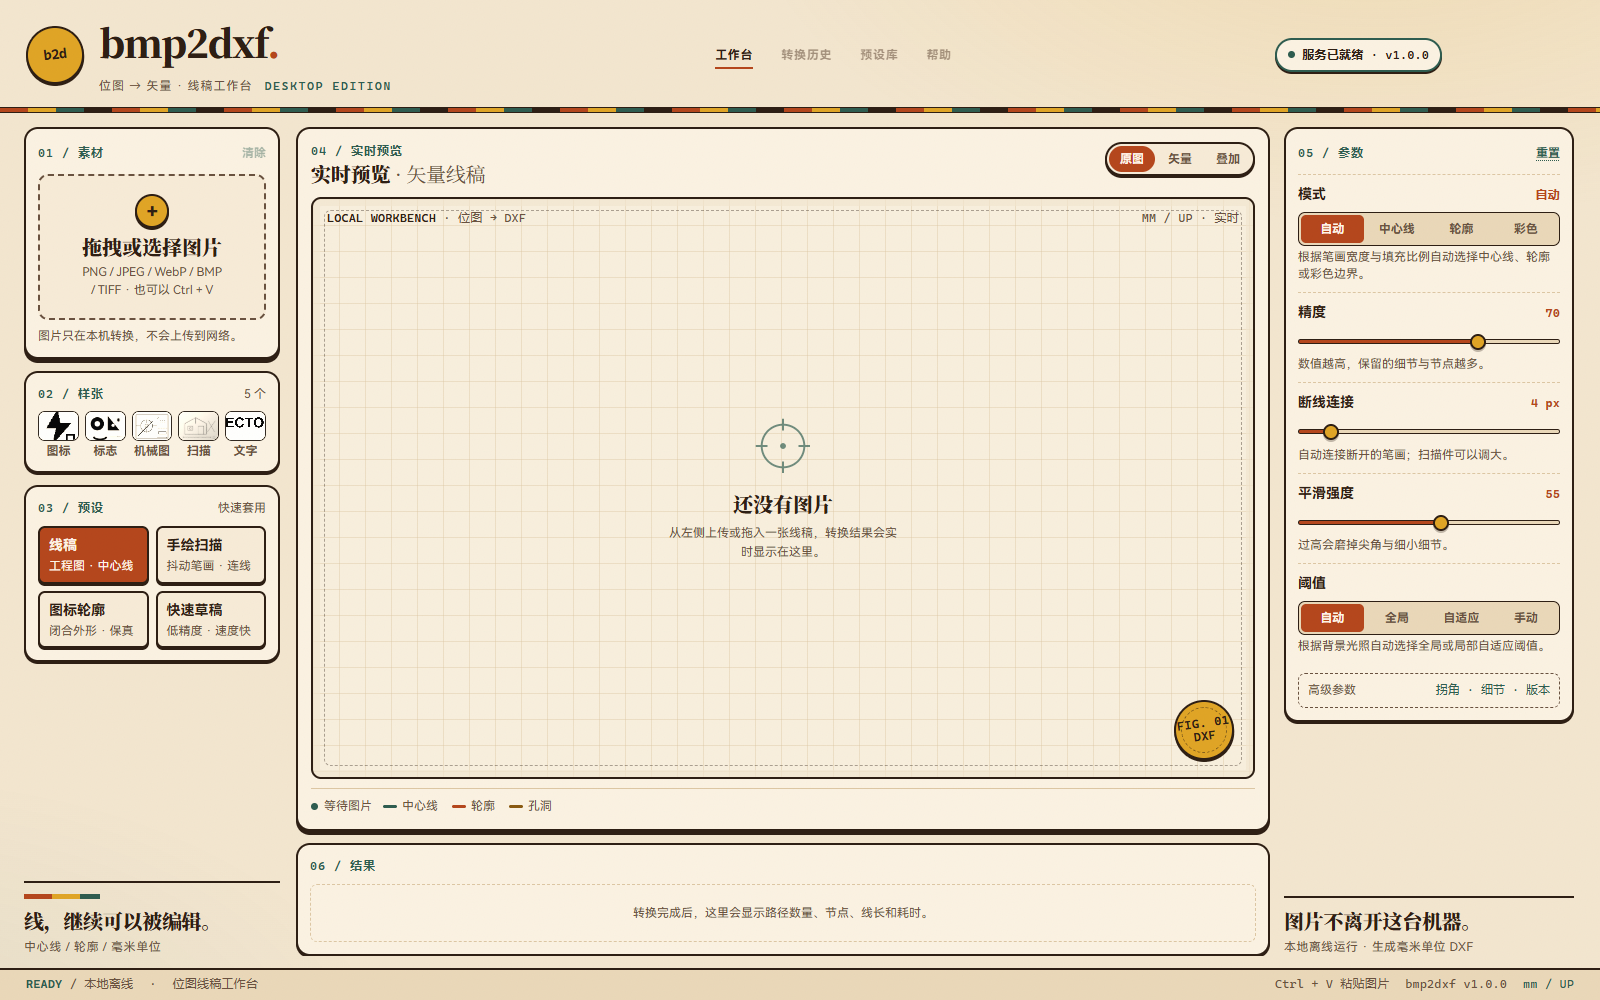 b2d
bmp2dxf.
位图 → 矢量 · 线稿工作台 DESKTOP EDITION
工作台 转换历史 预设库 帮助
服务已就绪 · v1.0.0
01 / 素材 清除
+
拖拽或选择图片
PNG / JPEG / WebP / BMP
/ TIFF · 也可以 Ctrl + V
图片只在本机转换，不会上传到网络。
02 / 样张 5 个
ECTO
图标 标志 机械图 扫描 文字
03 / 预设 快速套用
线稿
工程图 · 中心线
手绘扫描
抖动笔画 · 连线
图标轮廓
闭合外形 · 保真
快速草稿
低精度 · 速度快
线，继续可以被编辑。
中心线 / 轮廓 / 毫米单位
04 / 实时预览
实时预览 · 矢量线稿
原图 矢量 叠加
LOCAL WORKBENCH · 位图 → DXF
MM / UP · 实时
还没有图片
从左侧上传或拖入一张线稿，转换结果会实
时显示在这里。
FIG. 01
DXF
等待图片 中心线 轮廓 孔洞
06 / 结果
转换完成后，这里会显示路径数量、节点、线长和耗时。
05 / 参数 重置
模式 自动
自动 中心线 轮廓 彩色
根据笔画宽度与填充比例自动选择中心线、轮廓
或彩色边界。
精度 70
数值越高，保留的细节与节点越多。
断线连接 4 px
自动连接断开的笔画；扫描件可以调大。
平滑强度 55
过高会磨掉尖角与细小细节。
阈值
自动 全局 自适应 手动
根据背景光照自动选择全局或局部自适应阈值。
高级参数 拐角 · 细节 · 版本
图片不离开这台机器。
本地离线运行 · 生成毫米单位 DXF
READY / 本地离线 · 位图线稿工作台
Ctrl + V 粘贴图片 bmp2dxf v1.0.0 mm / UP